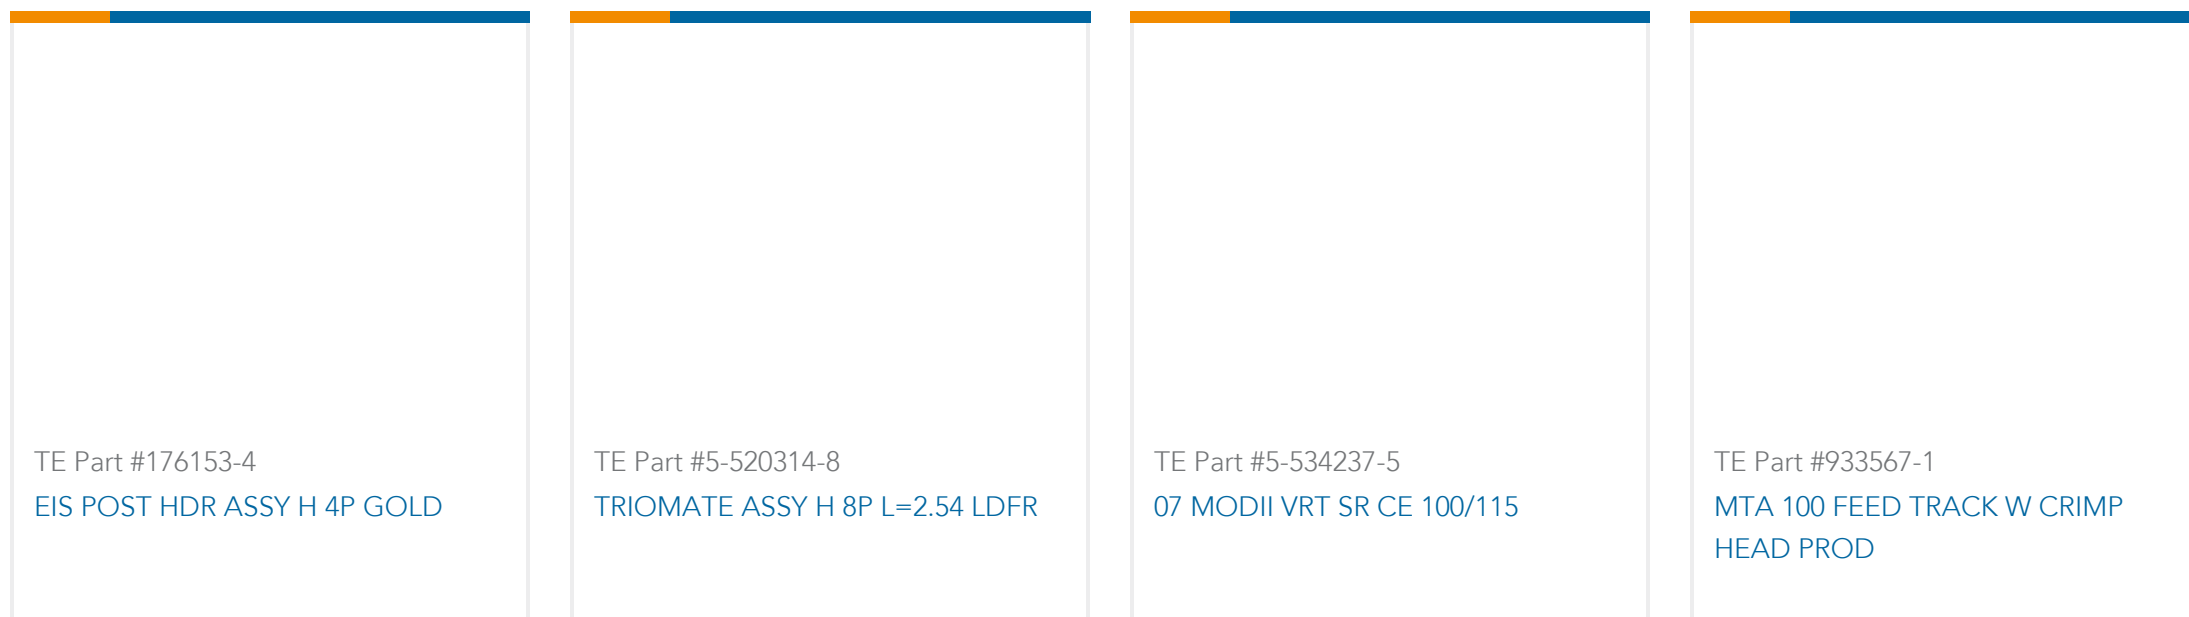 TE Part #176153-4
EIS POST HDR ASSY H 4P GOLD
TE Part #5-520314-8
TRIOMATE ASSY H 8P L=2.54 LDFR
TE Part #5-534237-5
07 MODII VRT SR CE 100/115
TE Part #933567-1
MTA 100 FEED TRACK W CRIMP
HEAD PROD